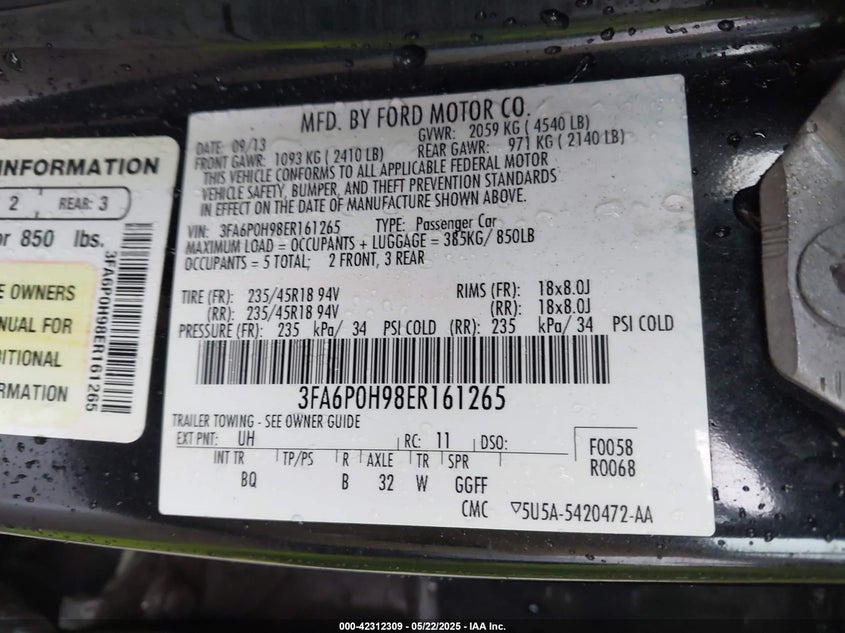 MFD. BY FORD MOTOR CO.
DATE: 09/13 GVWR: 2059 KG ( 4540 LB)
FRONT GAWR: 1093 KG ( 2410 LB) REAR GAWR: 971 KG ( 2140 LB)
THIS VEHICLE CONFORMS TO ALL APPLICABLE FEDERAL MOTOR
VEHICLE SAFETY, BUMPER, AND THEFT PREVENTION STANDARDS
IN EFFECT ON THE DATE OF MANUFACTURE SHOWN ABOVE.
VIN: 3FA6P0H98ER161265 TYPE: Passenger Car
MAXIMUM LOAD = OCCUPANTS + LUGGAGE = 385KG/ 850LB
OCCUPANTS = 5 TOTAL; 2 FRONT, 3 REAR
TIRE (FR): 235/45R18 94V RIMS (FR): 18x8.0J
(RR): 235/45R18 94V (RR): 18x8.0J
PRESSURE (FR): 235 kPa/ 34 PSI COLD (RR): 235 kPa/ 34 PSI COLD
3FA6P0H98ER161265
TRAILER TOWING - SEE OWNER GUIDE
EXT PNT: UH RC: 11 DSO: F0058
INT TR TP/PS R AXLE TR SPR R0068
BQ B 32 W GGFF
CMC ▽5U5A-5420472-AA
INFORMATION
2 REAR: 3
or 850 lbs.
E OWNERS
NUAL FOR
DITIONAL
RMATION
3FA6P0H98ER161265
000-42312309 - 05/22/2025 - IAA Inc.